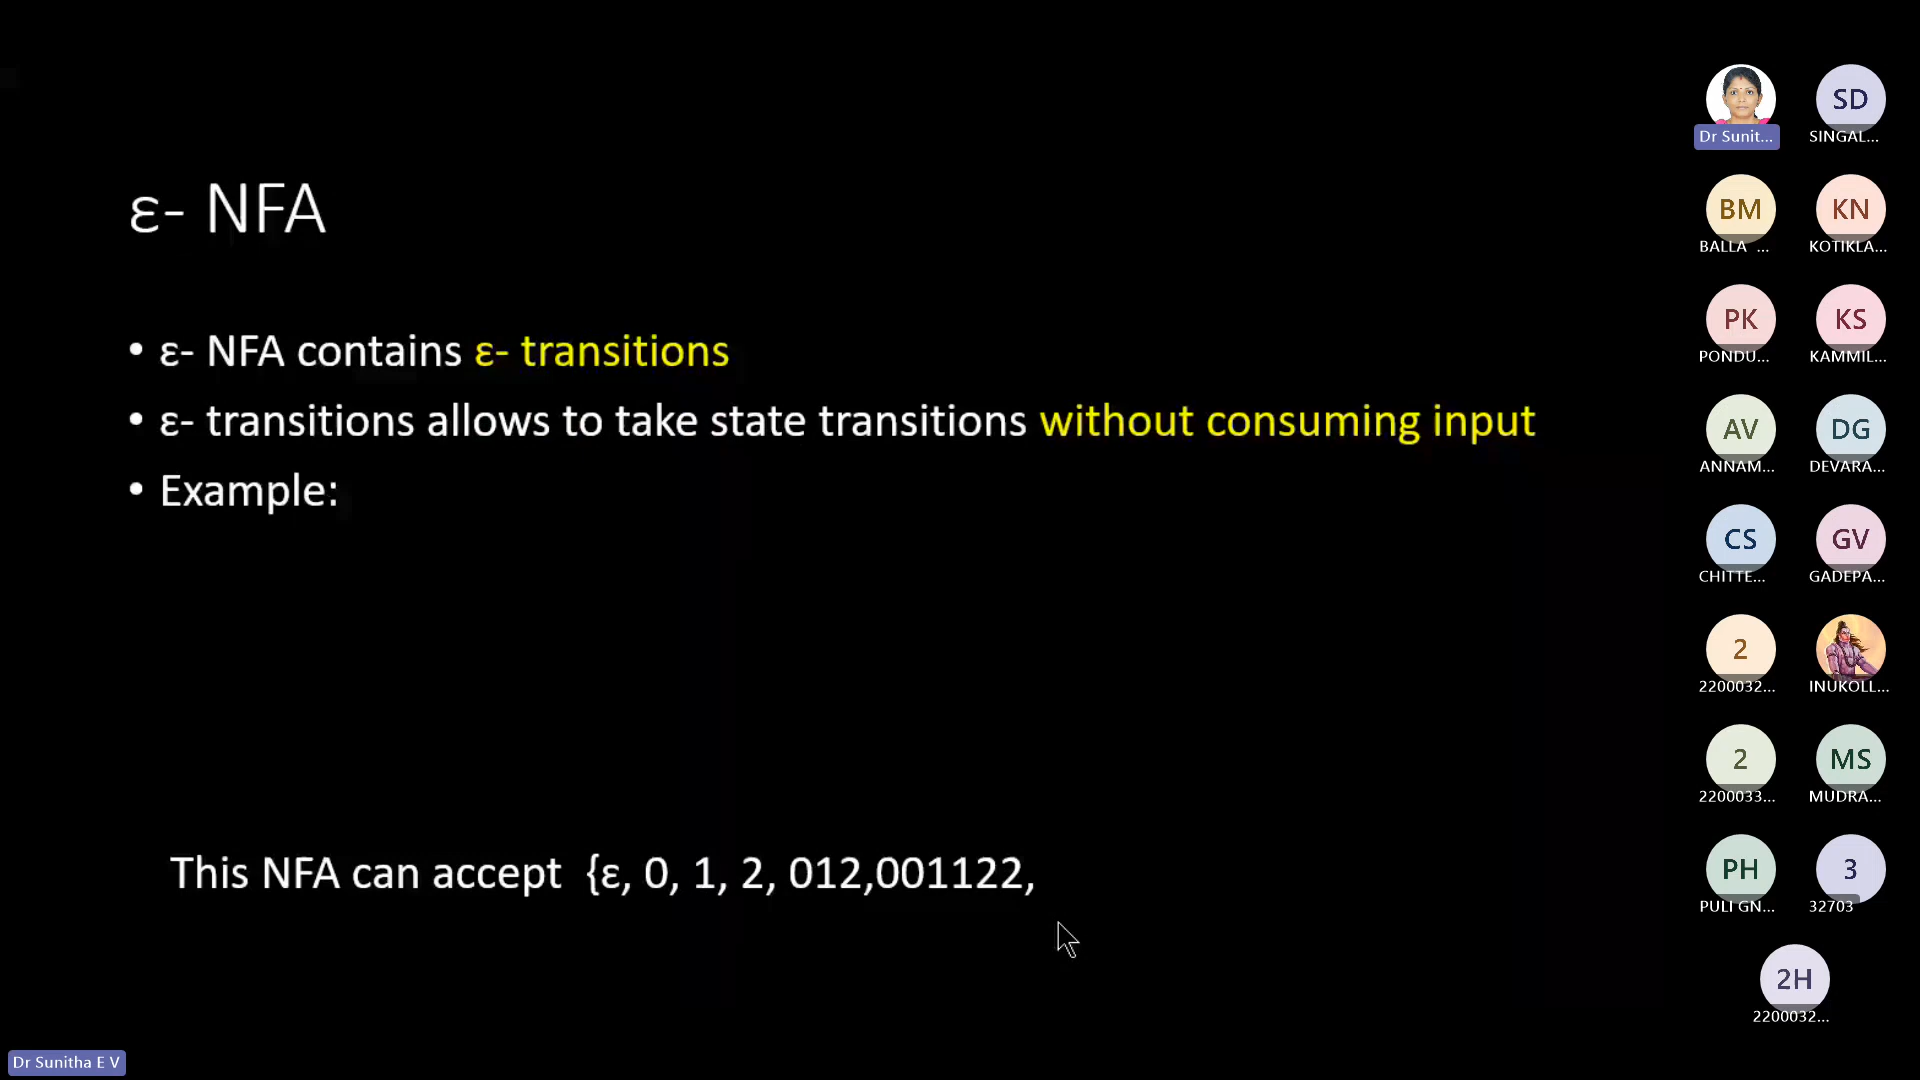 ε- NFA
• ε- NFA contains ε- transitions
• ε- transitions allows to take state transitions without consuming input
• Example:
This NFA can accept {ε, 0, 1, 2, 012,001122,
Dr Sunit...
SD
SINGAL...
BM
BALLA ...
KN
KOTIKLA...
PK
PONDU...
KS
KAMMIL...
AV
ANNAM...
DG
DEVARA...
CS
CHITTE...
GV
GADEPA...
2
2200032...
INUKOLL...
2
2200033...
MS
MUDRA...
PH
PULI GN...
3
32703
2H
2200032...
Dr Sunitha E V